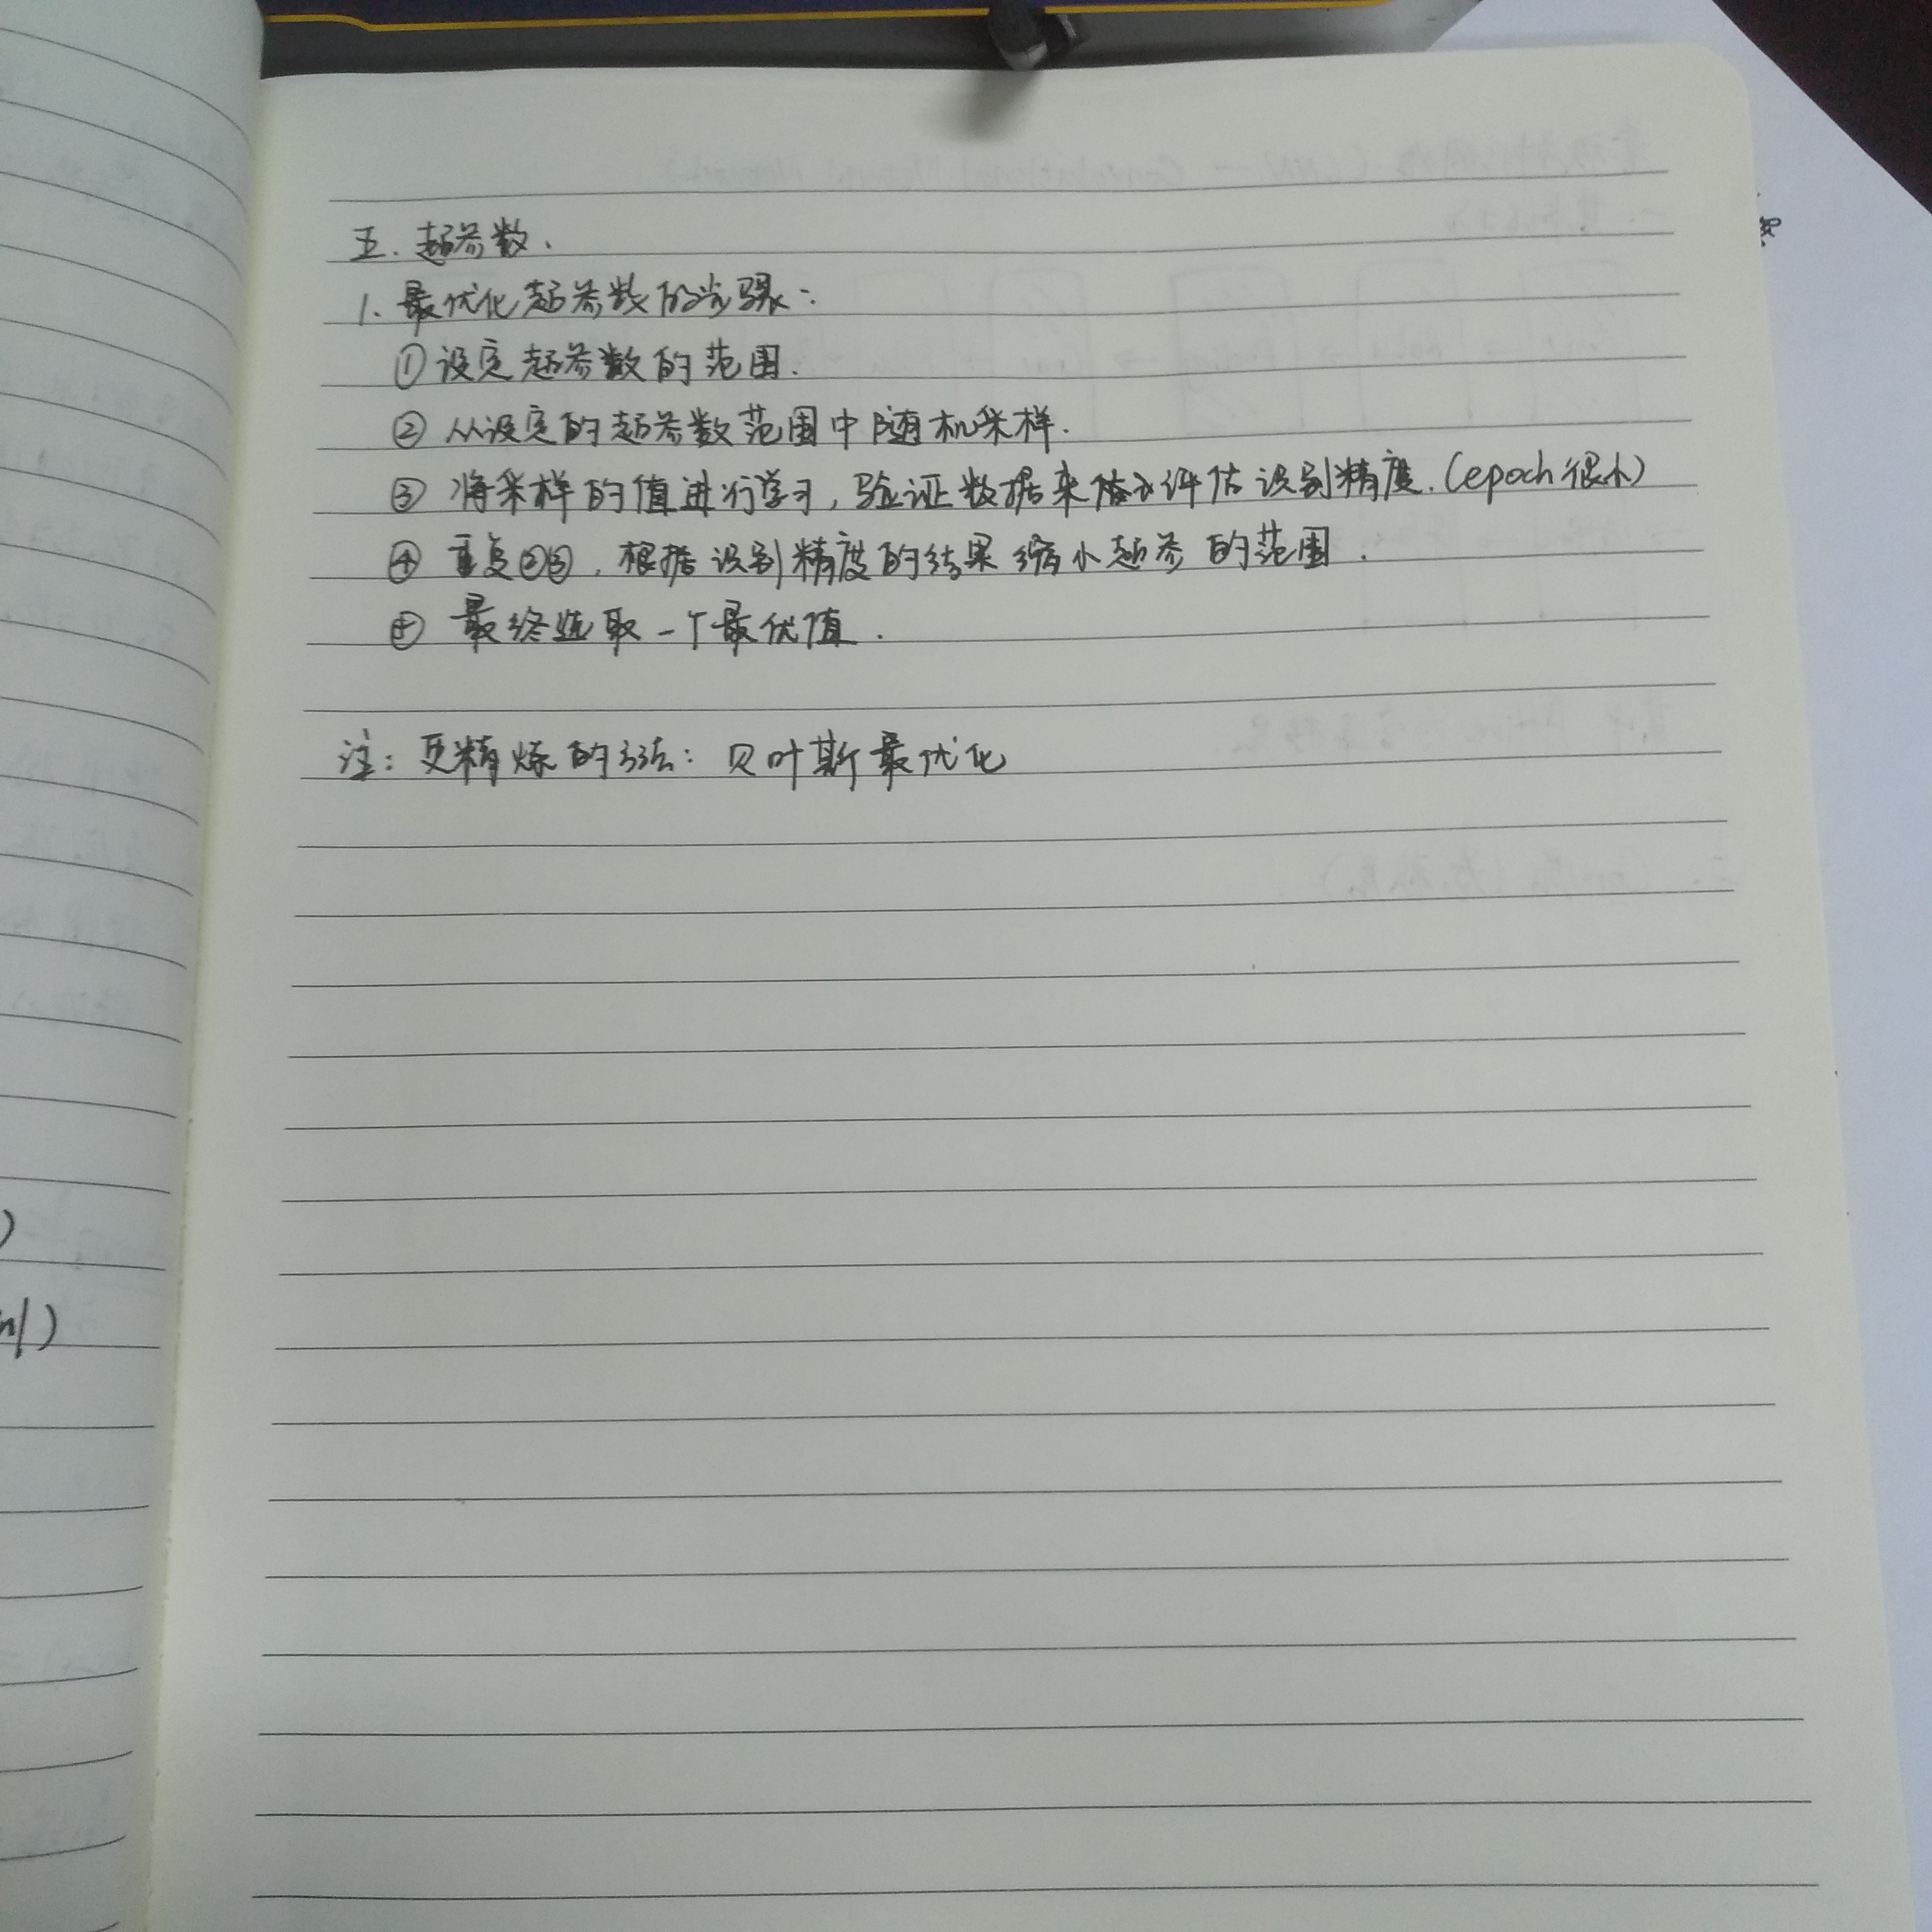 五. 超参数.
1. 最优化超参数的步骤:
① 设定超参数的范围.
② 从设定的超参数范围中随机采样.
③ 将采样的值进行学习, 验证数据来评估识别精度. (epoch很小)
④ 重复②③, 根据识别精度的结果缩小超参的范围.
⑤ 最终选取一个最优值.
注: 更精炼的方法: 贝叶斯最优化